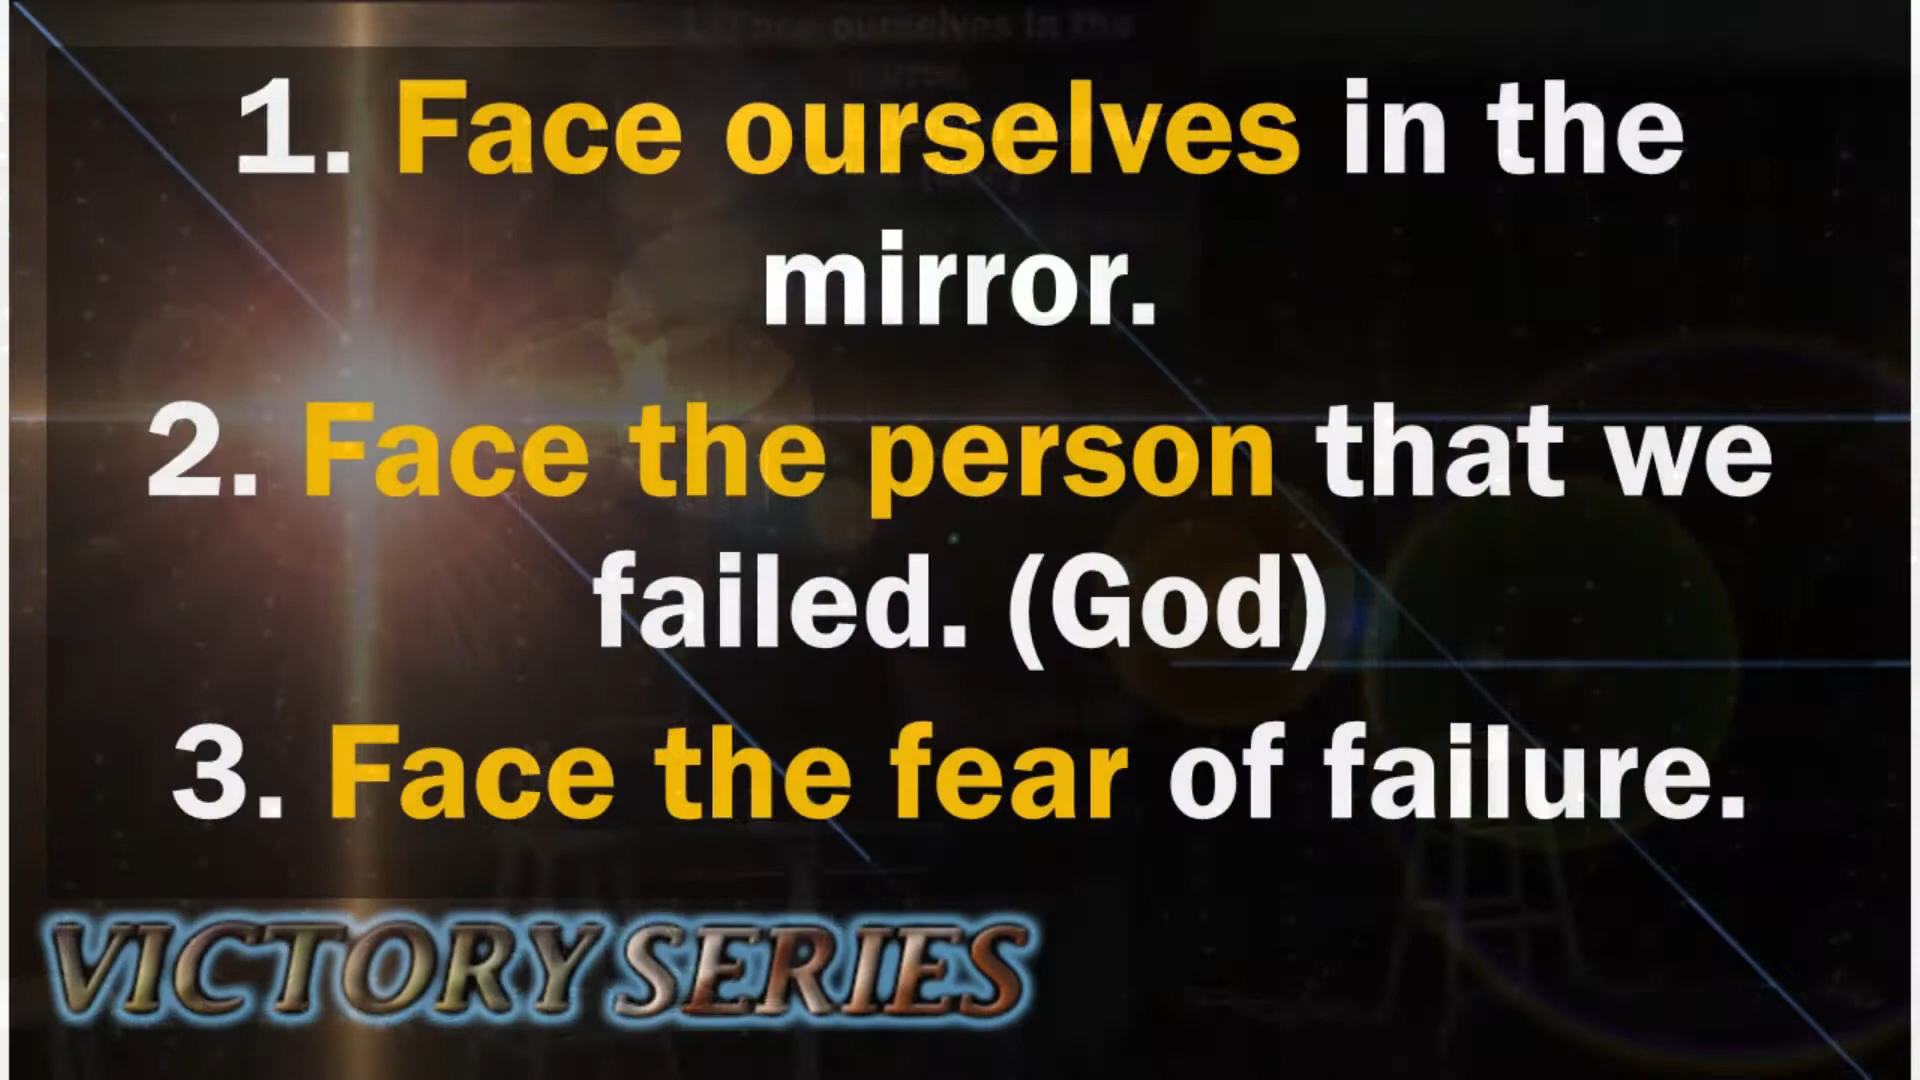 1. Face ourselves in the
mirror.
2. Face the person that we
failed. (God)
3. Face the fear of failure.
VICTORY SERIES